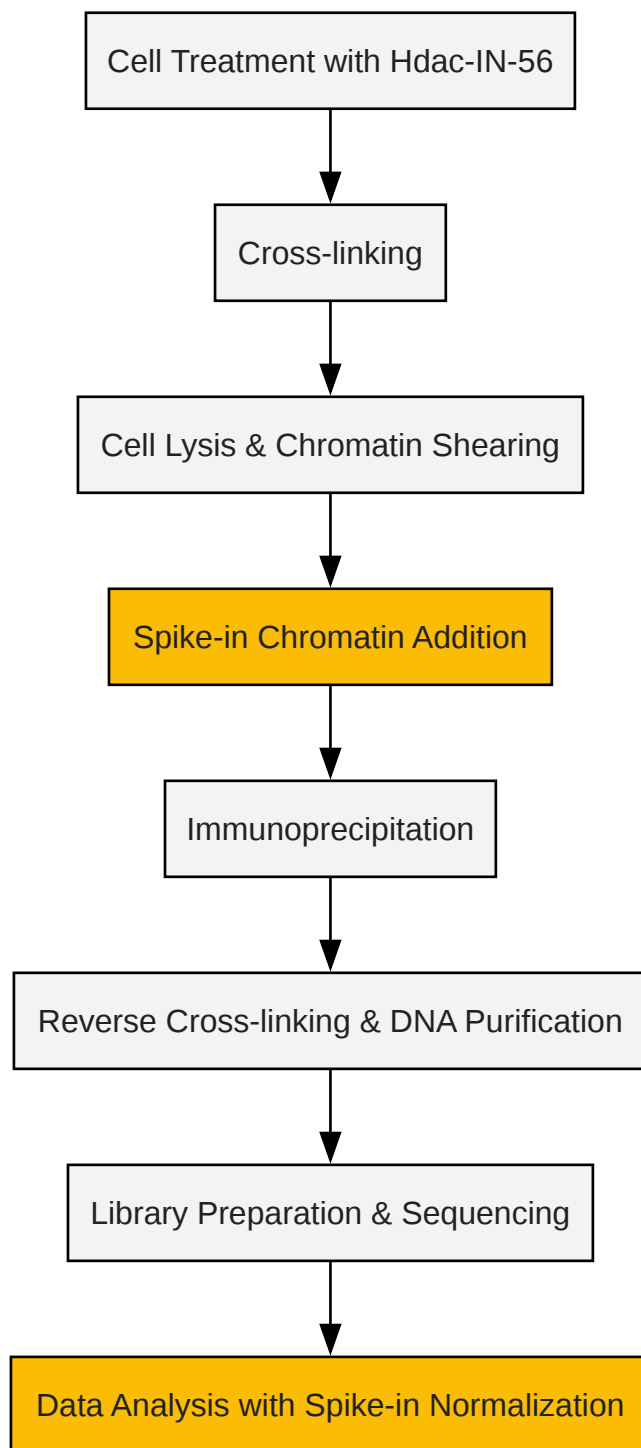 Cell Treatment with Hdac-IN-56
Cross-linking
Cell Lysis & Chromatin Shearing
Spike-in Chromatin Addition
Immunoprecipitation
Reverse Cross-linking & DNA Purification
Library Preparation & Sequencing
Data Analysis with Spike-in Normalization